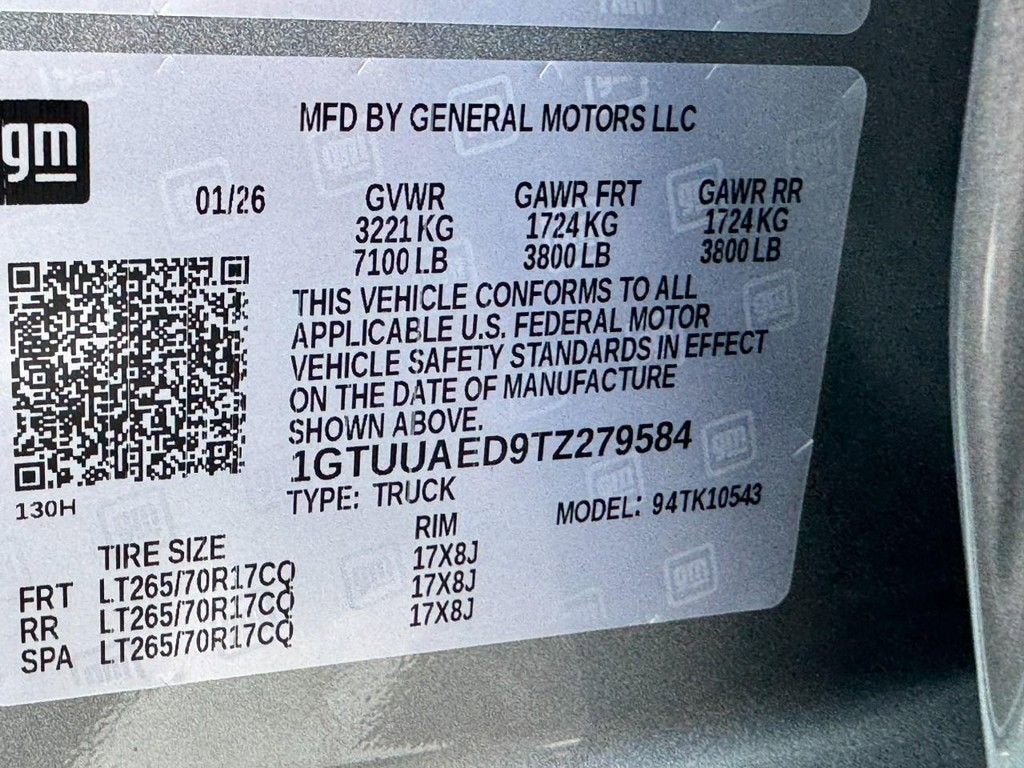 gm
MFD BY GENERAL MOTORS LLC
01/26 GVWR GAWR FRT GAWR RR
3221 KG 1724 KG 1724 KG
7100 LB 3800 LB 3800 LB
THIS VEHICLE CONFORMS TO ALL
APPLICABLE U.S. FEDERAL MOTOR
VEHICLE SAFETY STANDARDS IN EFFECT
ON THE DATE OF MANUFACTURE
SHOWN ABOVE.
1GTUUAED9TZ279584
TYPE: TRUCK MODEL: 94TK10543
130H
TIRE SIZE RIM
FRT LT265/70R17CQ 17X8J
RR LT265/70R17CQ 17X8J
SPA LT265/70R17CQ 17X8J